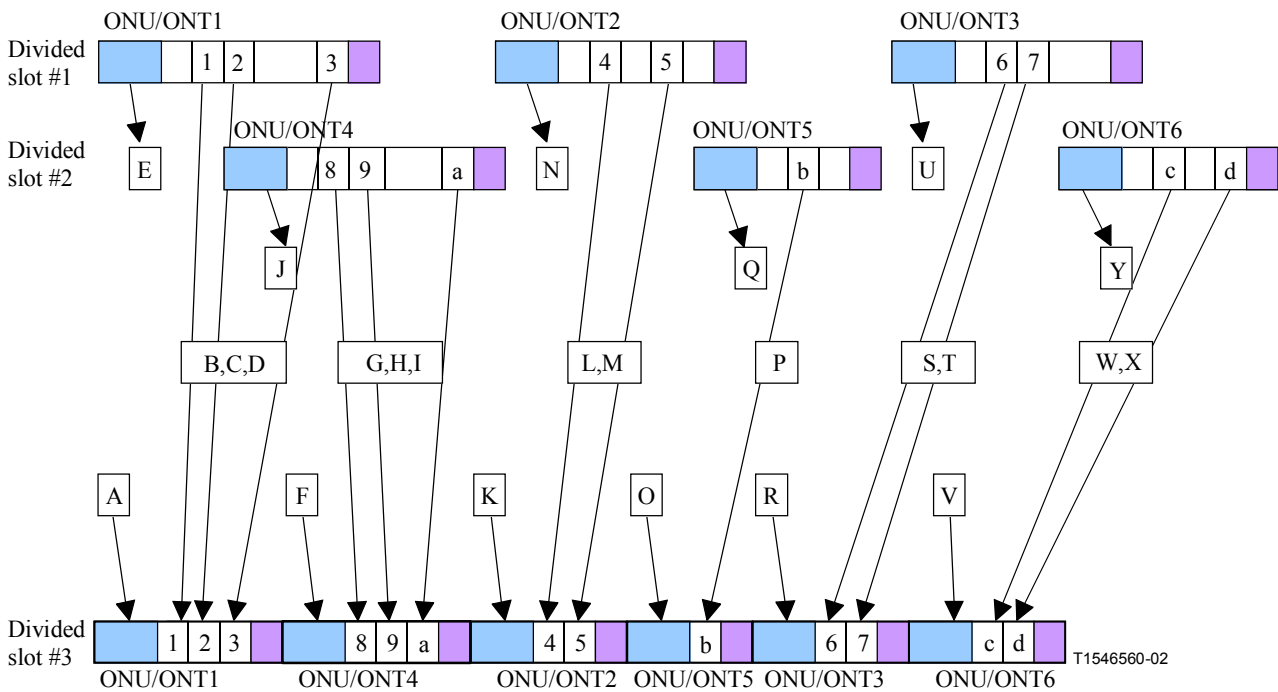 ONU/ONT1 ONU/ONT2 ONU/ONT3
Divided
slot #1
1 2 3 4 5 6 7
ONU/ONT4 ONU/ONT5 ONU/ONT6
Divided
slot #2
E 8 9 a N b U c d
J Q Y
B,C,D G,H,I L,M P S,T W,X
A F K O R V
Divided
slot #3
1 2 3 8 9 a 4 5 b 6 7 c d
T1546560-02
ONU/ONT1 ONU/ONT4 ONU/ONT2 ONU/ONT5 ONU/ONT3 ONU/ONT6